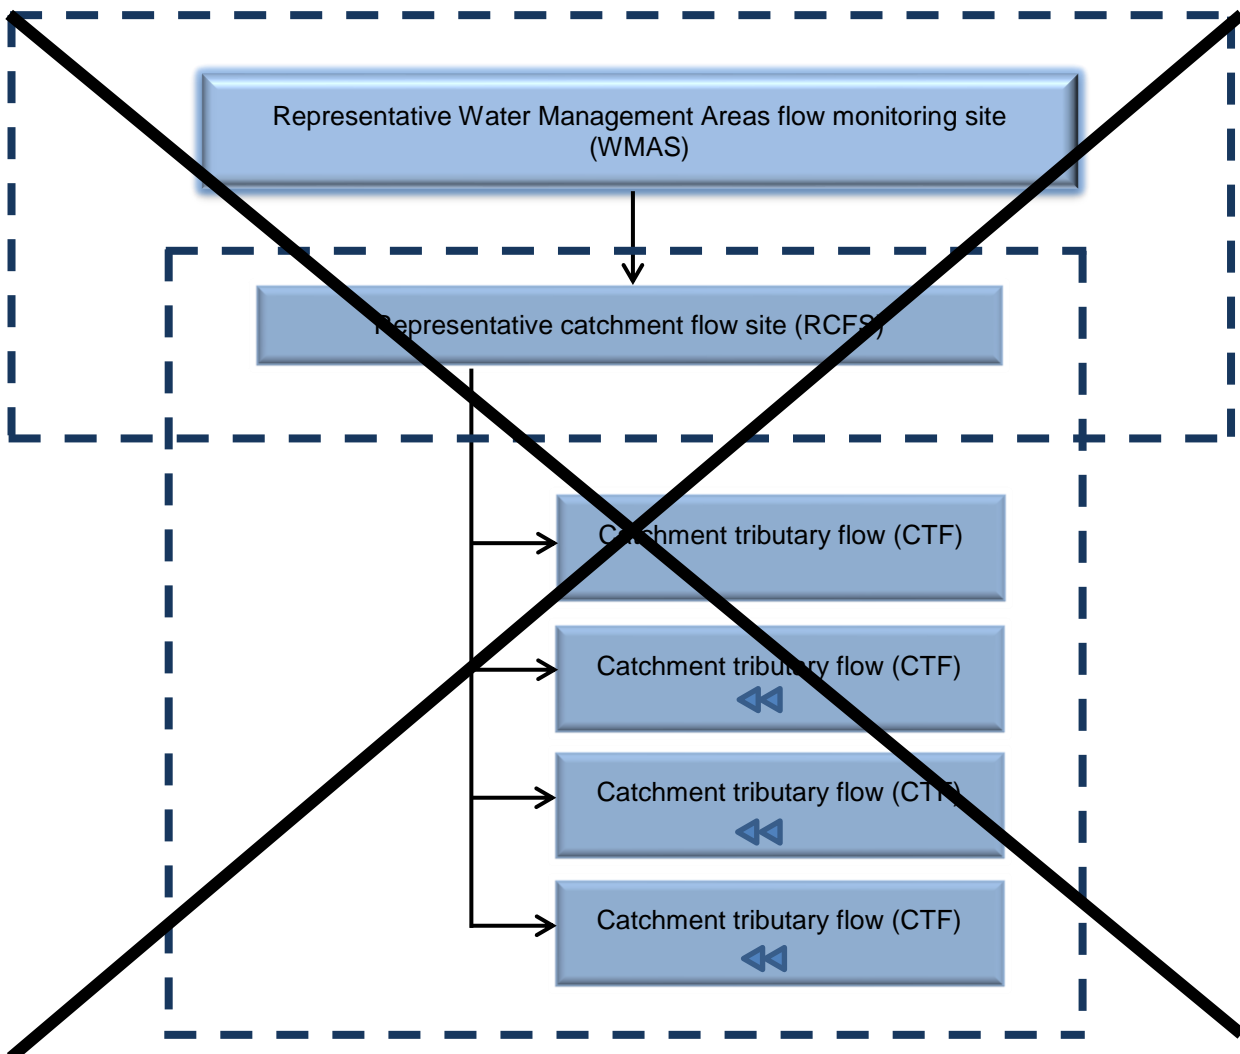 Representative Water Management Areas flow monitoring site
(WMAS)
Representative catchment flow site (RCFS)
Catchment tributary flow (CTF)
Catchment tributary flow (CTF)
Catchment tributary flow (CTF)
Catchment tributary flow (CTF)